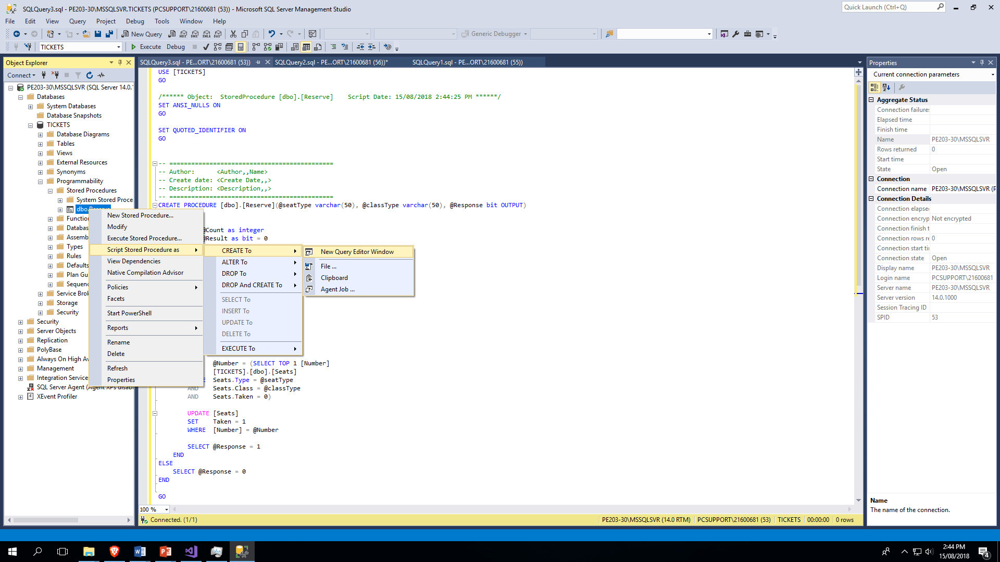 SQLQuery3.sql - PE203-30\MSSQLSVR.TICKETS (PCSUPPORT\21600681 (53)) - Microsoft SQL Server Management Studio
Quick Launch (Ctrl+Q)
File Edit View Query Project Debug Tools Window Help
New Query
MDX DMX XMLA DAX
Generic Debugger
TICKETS
Execute Debug
Object Explorer
Connect
PE203-30\MSSQLSVR (SQL Server 14.0.
Databases
System Databases
Database Snapshots
TICKETS
Database Diagrams
Tables
Views
External Resources
Synonyms
Programmability
Stored Procedures
System Stored Proce
dbo.Reserve
Function
Databas
Assemb
Types
Rules
Defaults
Plan Gu
Sequenc
Service Brok
Storage
Security
Security
Server Objects
Replication
PolyBase
Always On High Av
Management
Integration Service
SQL Server Agent (Agent XPs disabl
XEvent Profiler
New Stored Procedure...
Modify
Execute Stored Procedure...
Script Stored Procedure as
View Dependencies
Native Compilation Advisor
Policies
Facets
Start PowerShell
Reports
Rename
Delete
Refresh
Properties
CREATE To
ALTER To
DROP To
DROP And CREATE To
SELECT To
INSERT To
UPDATE To
DELETE To
EXECUTE To
New Query Editor Window
File ...
Clipboard
Agent Job ...
SQLQuery3.sql - PE...ORT\21600681 (53)) SQLQuery2.sql - PE...ORT\21600681 (56))* SQLQuery1.sql - PE...ORT\21600681 (55))
USE [TICKETS]
GO
/****** Object:  StoredProcedure [dbo].[Reserve]    Script Date: 15/08/2018 2:44:25 PM ******/
SET ANSI_NULLS ON
GO
SET QUOTED_IDENTIFIER ON
GO
-- =============================================
-- Author:      <Author,,Name>
-- Create date: <Create Date,,>
-- Description: <Description,,>
-- =============================================
CREATE PROCEDURE [dbo].[Reserve](@seatType varchar(50), @classType varchar(50), @Response bit OUTPUT)
@Count as integer
@Result as bit = 0
@Number = (SELECT TOP 1 [Number]
[TICKETS].[dbo].[Seats]
E Seats.Type = @seatType
AND Seats.Class = @classType
AND Seats.Taken = 0)
UPDATE [Seats]
SET Taken = 1
WHERE [Number] = @Number
SELECT @Response = 1
END
ELSE
SELECT @Response = 0
END
GO
100 %
Connected. (1/1) PE203-30\MSSQLSVR (14.0 RTM) PCSUPPORT\21600681 (53) TICKETS 00:00:00 0 rows
Properties
Current connection parameters
Aggregate Status
Connection failures
Elapsed time
Finish time
Name PE203-30\MSSQLSVR
Rows returned 0
Start time
State Open
Connection
Connection name PE203-30\MSSQLSVR (P
Connection Details
Connection elapse
Connection encryp Not encrypted
Connection finish t
Connection rows re 0
Connection start ti
Connection state Open
Display name PE203-30\MSSQLSVR
Login name PCSUPPORT\21600681
Server name PE203-30\MSSQLSVR
Server version 14.0.1000
Session Tracing ID
SPID 53
Name
The name of the connection.
2:44 PM
15/08/2018
4